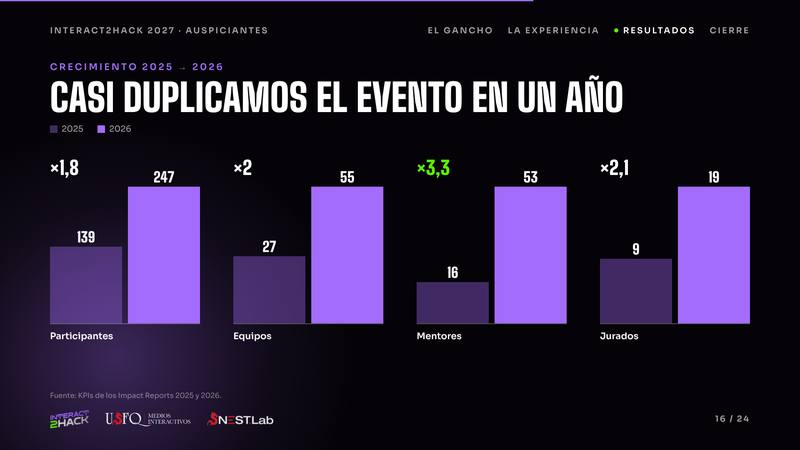 INTERACT2HACK 2027 · AUSPICIANTES
EL GANCHO LA EXPERIENCIA • RESULTADOS CIERRE
CRECIMIENTO 2025 → 2026
CASI DUPLICAMOS EL EVENTO EN UN AÑO
2025 2026
×1,8 ×2 ×3,3 ×2,1
139 247 27 55 16 53 9 19
Participantes Equipos Mentores Jurados
Fuente: KPIs de los Impact Reports 2025 y 2026.
INTERACT 2HACK
USFQ MEDIOS INTERACTIVOS
NESTLab
16 / 24